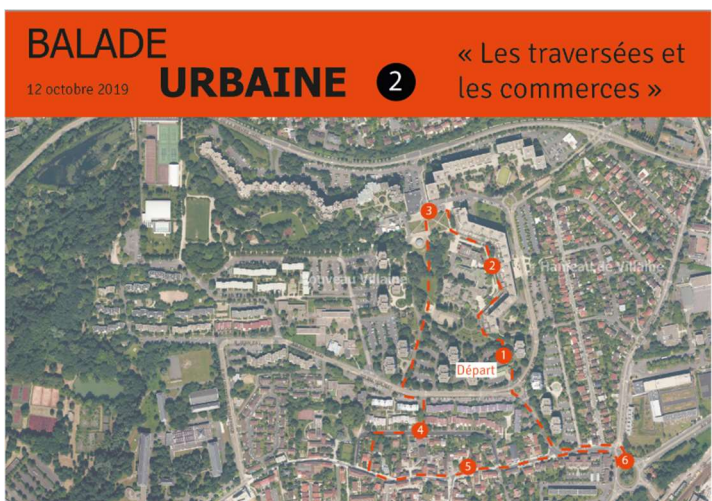 BALADE
12 octobre 2019 URBAINE 2
« Les traversées et
les commerces »
3
2
Hameau de Villaine
Nouveau Villaine
1
Départ
4
5
6